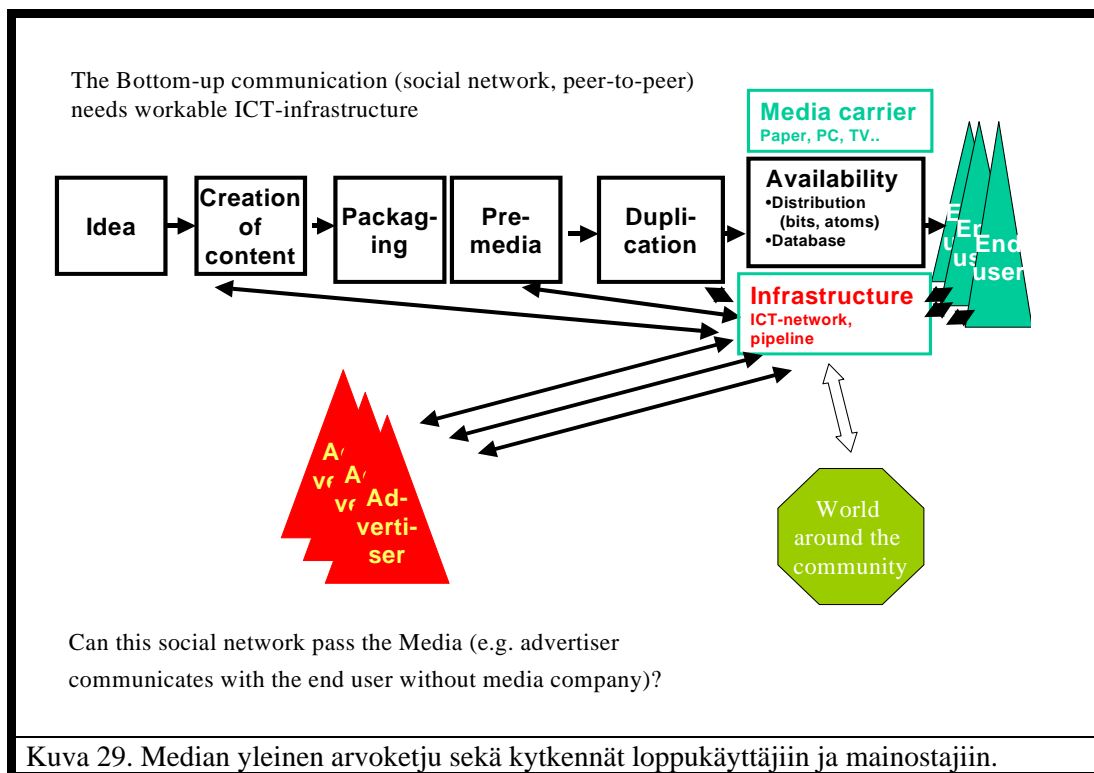 The Bottom-up communication (social network, peer-to-peer)
needs workable ICT-infrastructure
Media carrier
Paper, PC, TV..
Idea
Creation
of
content
Packag-
ing
Pre-
media
Dupli-
cation
Availability
•Distribution
(bits, atoms)
•Database
End
user
Infrastructure
ICT-network,
pipeline
Ad-
verti-
ser
World
around the
community
Can this social network pass the Media (e.g. advertiser
communicates with the end user without media company)?
Kuva 29. Median yleinen arvoketju sekä kytkennät loppukäyttäjiin ja mainostajiin.